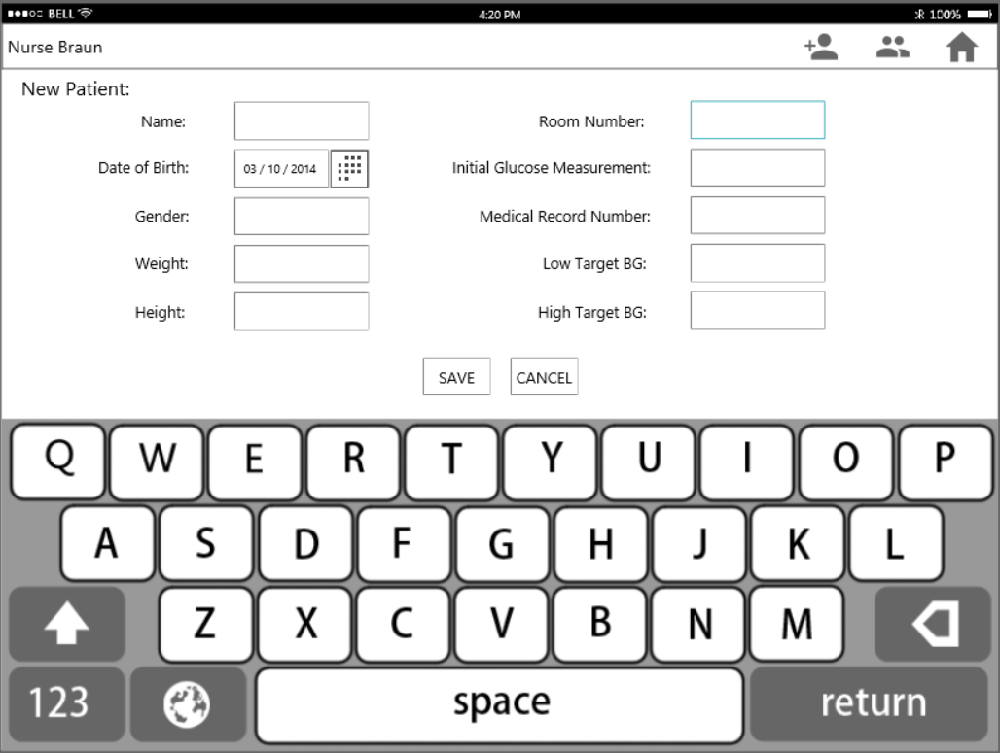 BELL 4:20 PM 100%
Nurse Braun
New Patient:
Name: Room Number:
Date of Birth: 03 / 10 / 2014 Initial Glucose Measurement:
Gender: Medical Record Number:
Weight: Low Target BG:
Height: High Target BG:
SAVE CANCEL
Q W E R T Y U I O P
A S D F G H J K L
Z X C V B N M
123 space return